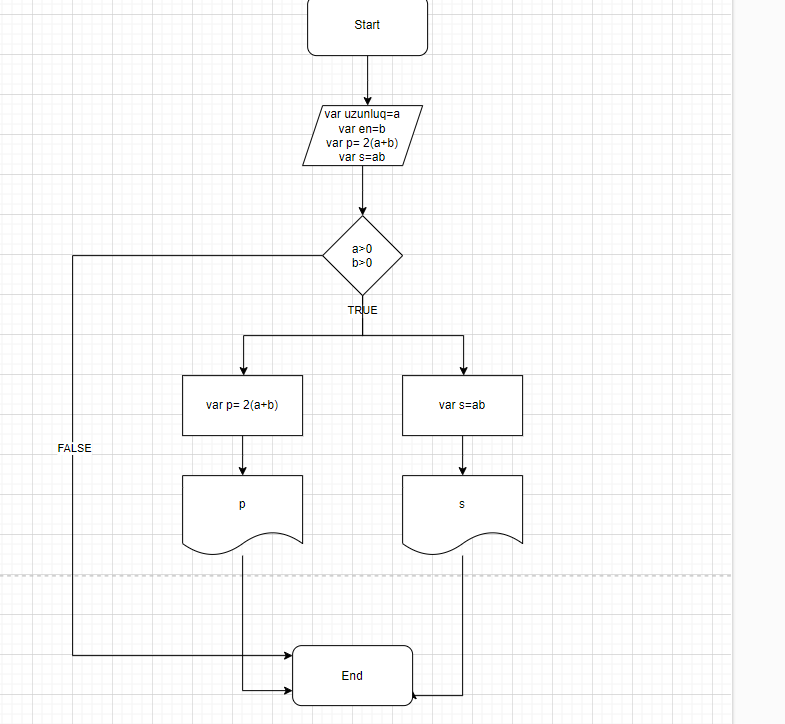 Start
var uzunluq=a
var en=b
var p= 2(a+b)
var s=ab
a>0
b>0
TRUE
var p= 2(a+b)
var s=ab
FALSE
p
s
End